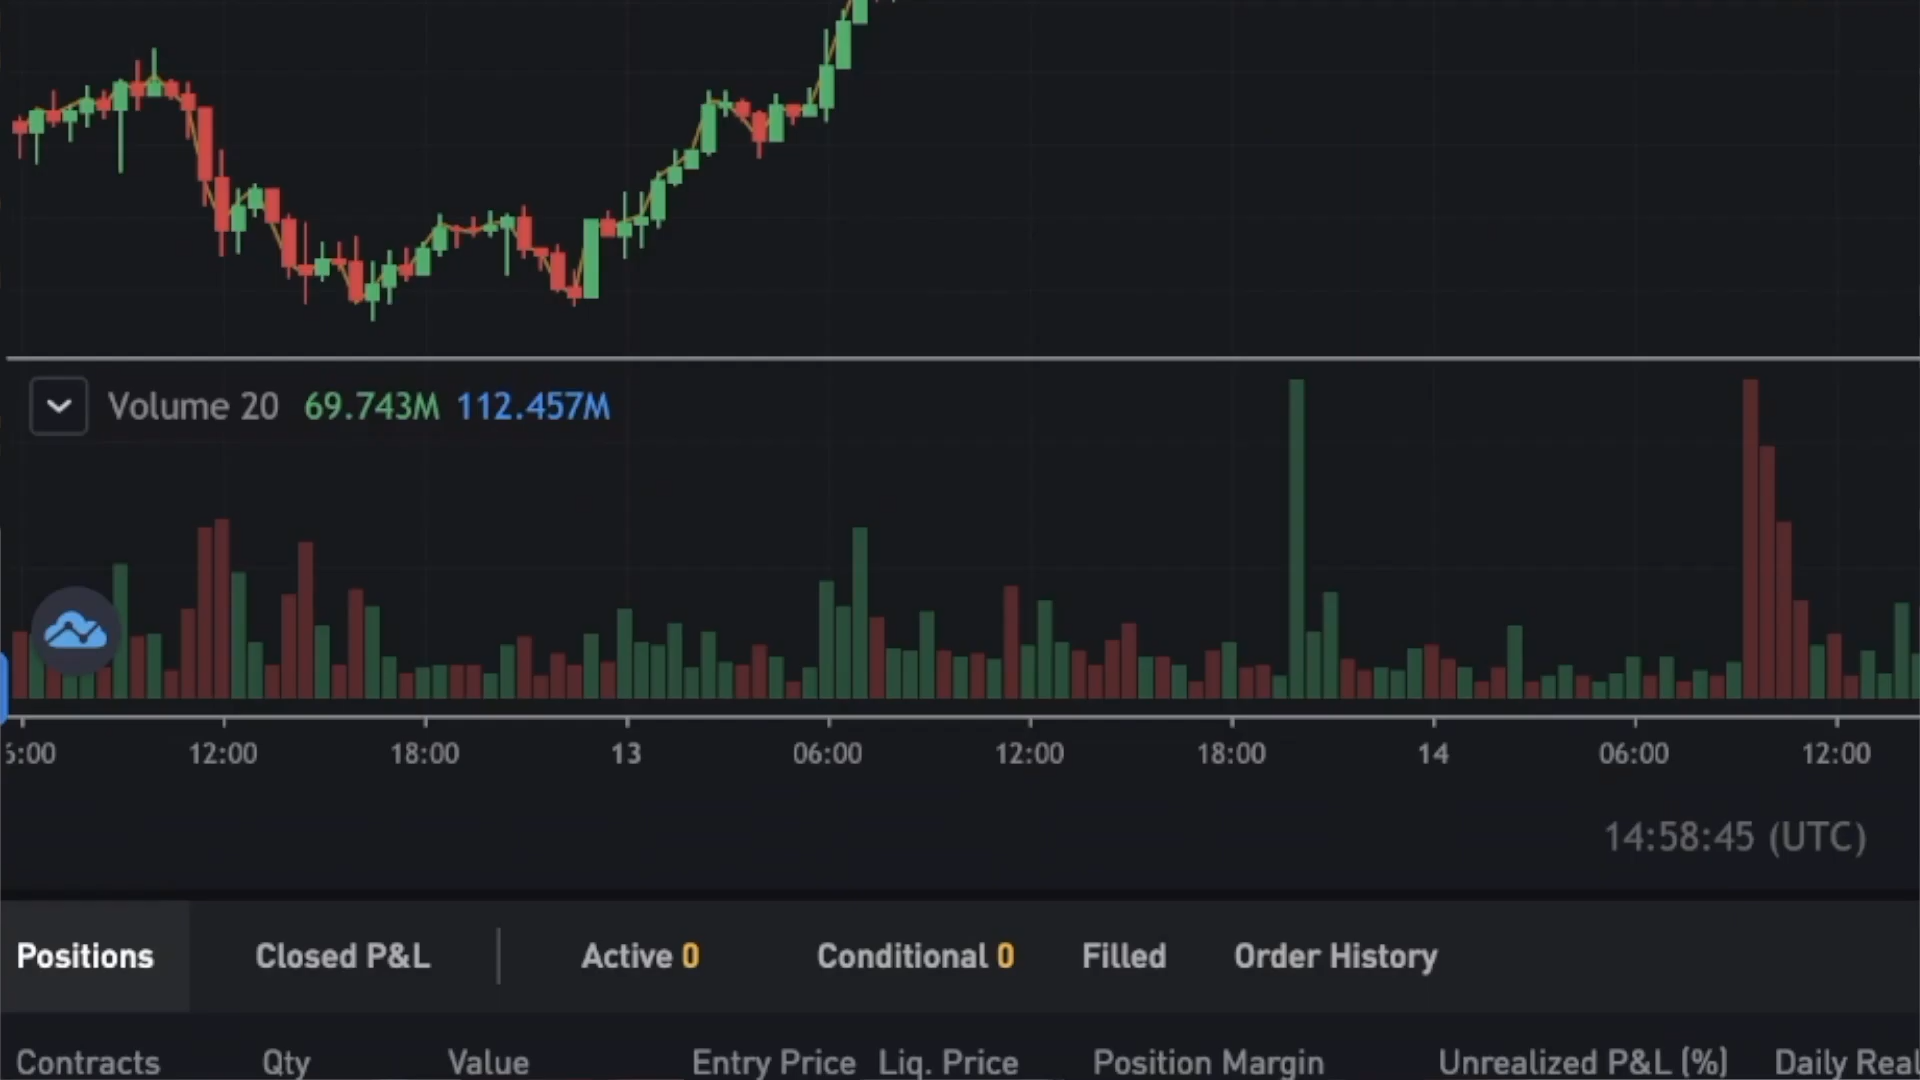 Volume 20 69.743M 112.457M
6:00 12:00 18:00 13 06:00 12:00 18:00 14 06:00 12:00
14:58:45 (UTC)
Positions Closed P&L Active 0 Conditional 0 Filled Order History
Contracts Qty Value Entry Price Liq. Price Position Margin Unrealized P&L (%) Daily Real